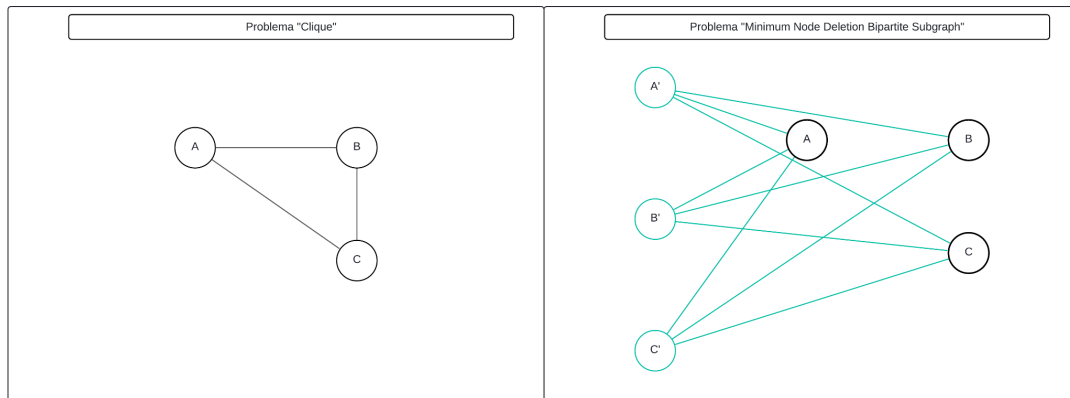 Problema "Clique"
A
B
C
Problema "Minimum Node Deletion Bipartite Subgraph"
A'
A
B
B'
C
C'